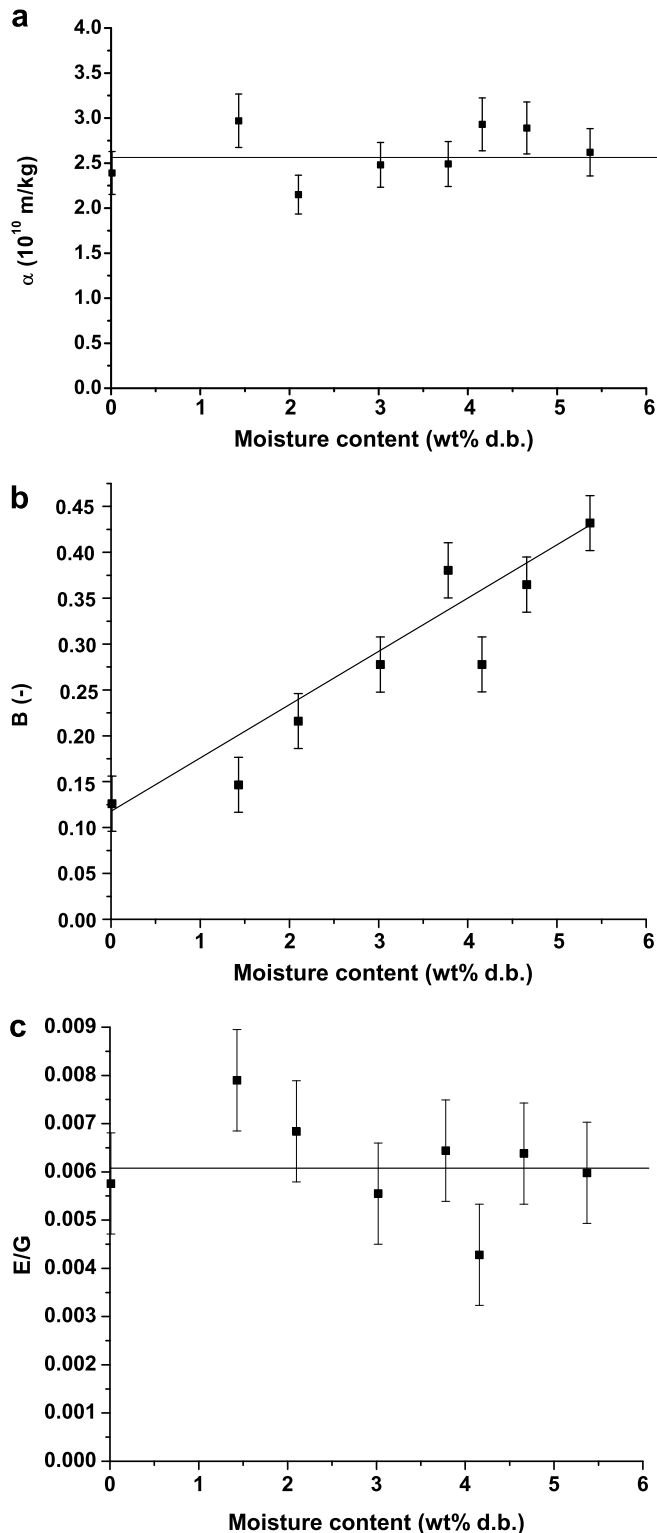 a
4.0
3.5
3.0
2.5
2.0
1.5
1.0
0.5
0.0
α (10¹⁰ m/kg)
0 1 2 3 4 5 6
Moisture content (wt% d.b.)
b
0.45
0.40
0.35
0.30
0.25
0.20
0.15
0.10
0.05
0.00
B (-)
0 1 2 3 4 5 6
Moisture content (wt% d.b.)
c
0.009
0.008
0.007
0.006
0.005
0.004
0.003
0.002
0.001
0.000
E/G
0 1 2 3 4 5 6
Moisture content (wt% d.b.)